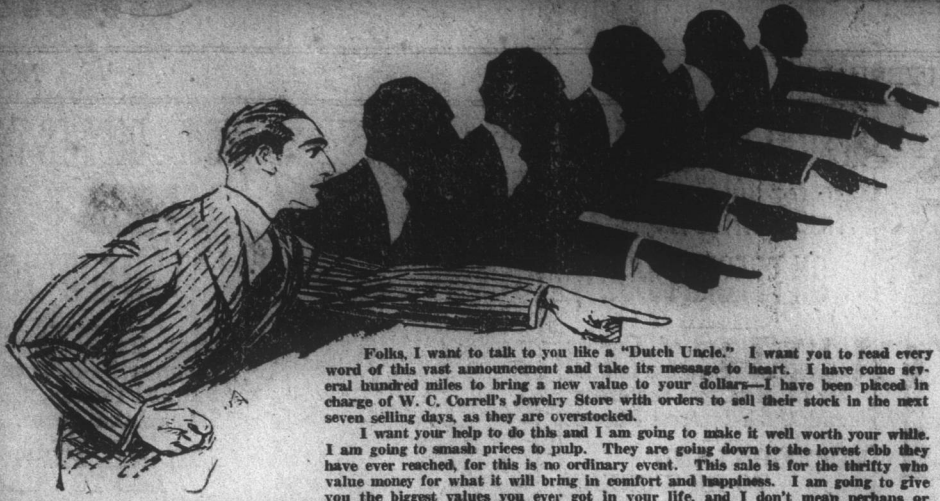 Folks, I want to talk to you like a "Dutch Uncle." I want you to read every
word of this vast announcement and take its message to heart. I have come sev-
eral hundred miles to bring a new value to your dollars—I have been placed in
charge of W. C. Correll's Jewelry Store with orders to sell their stock in the next
seven selling days, as they are overstocked.
I want your help to do this and I am going to make it well worth your while.
I am going to smash prices to pulp. They are going down to the lowest ebb they
have ever reached, for this is no ordinary event. This sale is for the thrifty who
value money for what it will bring in comfort and happiness. I am going to give
you the biggest values you ever got in your life, and I don't mean perhaps or